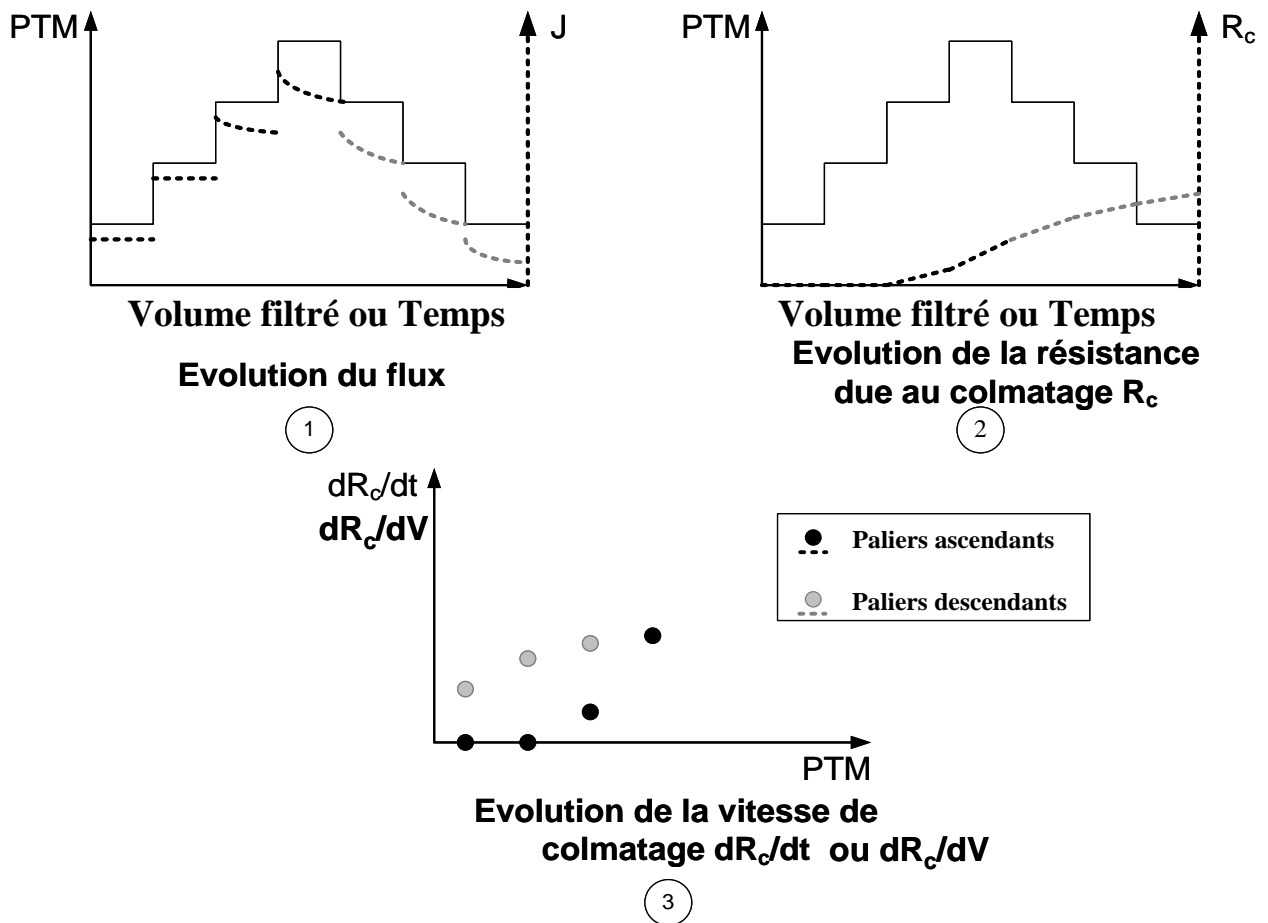 PTM
J
Volume filtré ou Temps
Evolution du flux
1
PTM
Rc
Volume filtré ou Temps
Evolution de la résistance
due au colmatage Rc
2
dRc/dt
dRc/dV
PTM
Paliers ascendants
Paliers descendants
Evolution de la vitesse de
colmatage dRc/dt ou dRc/dV
3